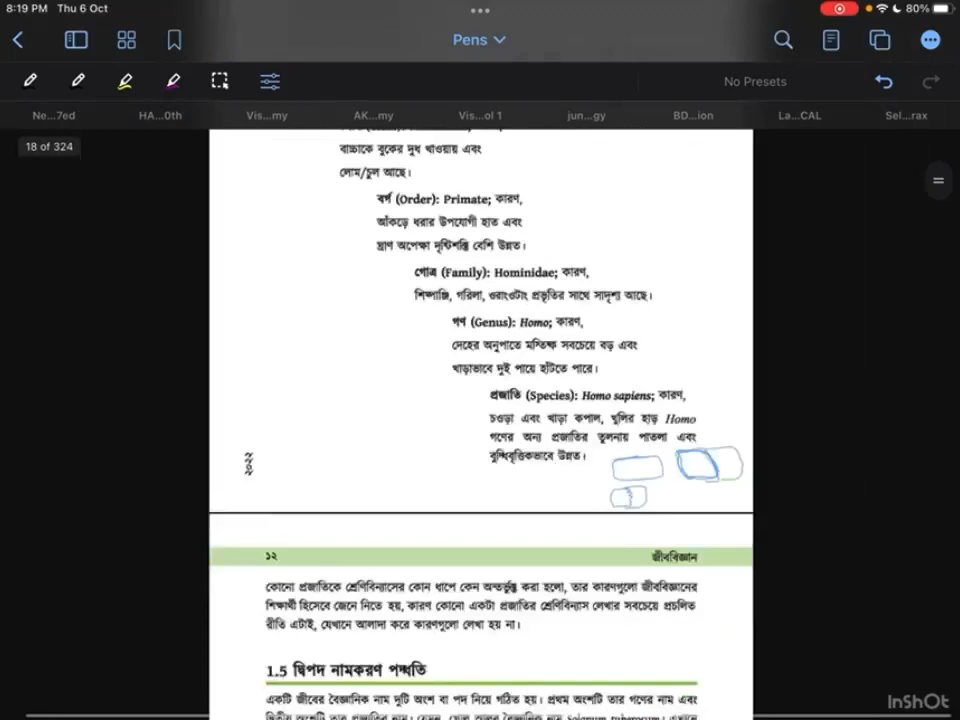 8:19 PM Thu 6 Oct
80%
Pens
No Presets
Ne...7ed
HA...0th
Vis...my
AK...my
Vis...ol 1
jun...gy
BD...ion
La...CAL
Sel...rax
18 of 324
বাচ্চাকে বুকের দুধ খাওয়ায় এবং
লোম/চুল আছে।
বর্গ (Order): Primate; কারণ,
আঁকড়ে ধরার উপযোগী হাত এবং
ঘ্রাণ অপেক্ষা দৃষ্টিশক্তি বেশি উন্নত।
গোত্র (Family): Hominidae; কারণ,
শিম্পাঞ্জি, গরিলা, ওরাংওটাং প্রভৃতির সাথে সাদৃশ্য আছে।
গণ (Genus): Homo; কারণ,
দেহের অনুপাতে মস্তিষ্ক সবচেয়ে বড় এবং
খাড়াভাবে দুই পায়ে হাঁটতে পারে।
প্রজাতি (Species): Homo sapiens; কারণ,
চওড়া এবং খাড়া কপাল, খুলির হাড় Homo
গণের অন্য প্রজাতির তুলনায় পাতলা এবং
বুদ্ধিবৃত্তিকভাবে উন্নত।
২০২২
১২
জীববিজ্ঞান
কোনো প্রজাতিকে শ্রেণিবিন্যাসের কোন ধাপে কেন অন্তর্ভুক্ত করা হলো, তার কারণগুলো জীববিজ্ঞানের
শিক্ষার্থী হিসেবে জেনে নিতে হয়, কারণ কোনো একটা প্রজাতির শ্রেণিবিন্যাস লেখার সবচেয়ে প্রচলিত
রীতি এটাই, যেখানে আলাদা করে কারণগুলো লেখা হয় না।
1.5 দ্বিপদ নামকরণ পদ্ধতি
একটি জীবের বৈজ্ঞানিক নাম দুটি অংশ বা পদ নিয়ে গঠিত হয়। প্রথম অংশটি তার গণের নাম এবং
InShOt